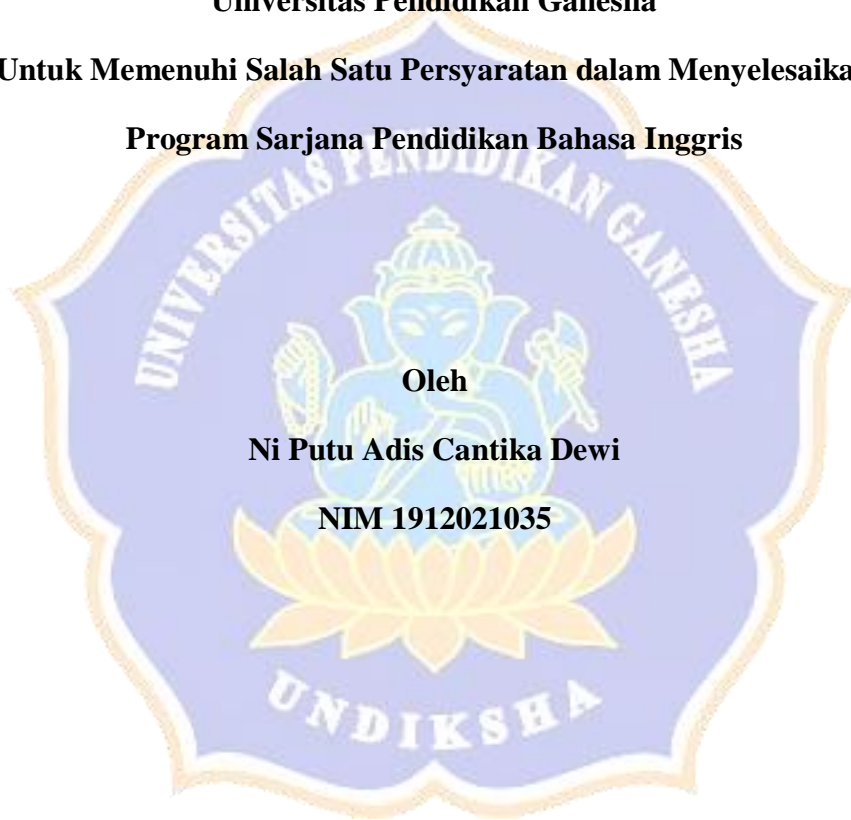 Universitas Pendidikan Ganesha
Untuk Memenuhi Salah Satu Persyaratan dalam
Program Sarjana Pendidikan Bahasa Inggris
UNIVERSITAS PENDIDIKAN GANESHA
Oleh
Ni Putu Adis Cantika Dewi
NIM 1912021035
UNDIKSHA